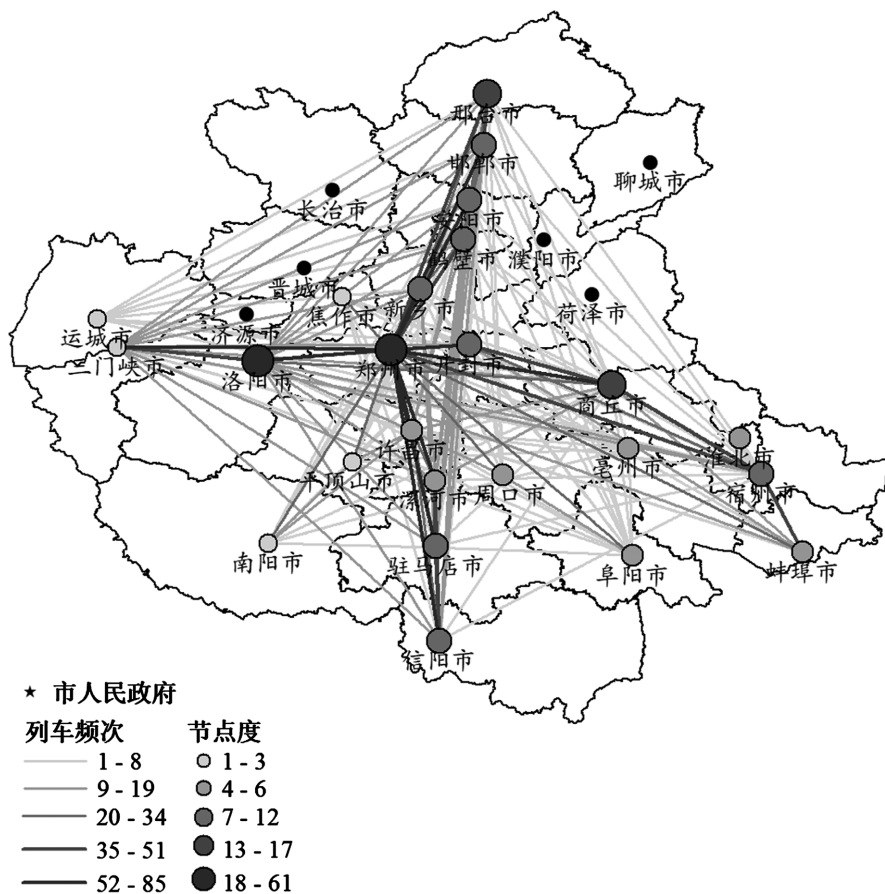 邢台市
邯郸市
聊城市
长治市
安阳市
鹤壁市
濮阳市
晋城市
焦作市
新乡市
菏泽市
运城市
济源市
三门峡市
洛阳市
郑州市
开封市
商丘市
许昌市
亳州市
淮北市
平顶山市
漯河市
周口市
宿州市
南阳市
驻马店市
阜阳市
蚌埠市
信阳市
★ 市人民政府
列车频次 节点度
1 - 8 1 - 3
9 - 19 4 - 6
20 - 34 7 - 12
35 - 51 13 - 17
52 - 85 18 - 61